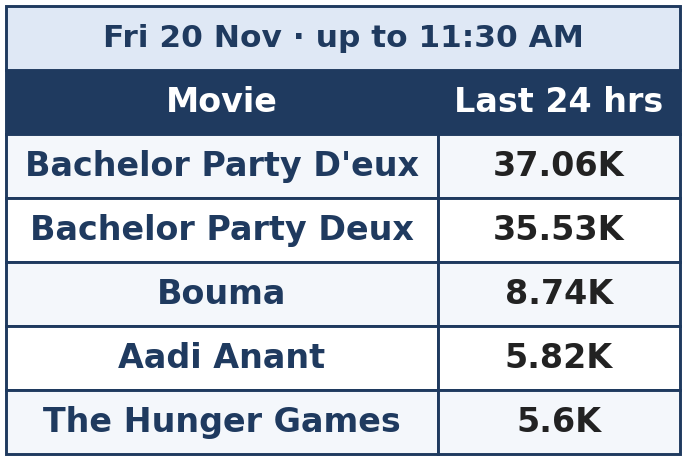 Fri 20 Nov · up to 11:30 AM
Movie Last 24 hrs
Bachelor Party D'eux 37.06K
Bachelor Party Deux 35.53K
Bouma 8.74K
Aadi Anant 5.82K
The Hunger Games 5.6K